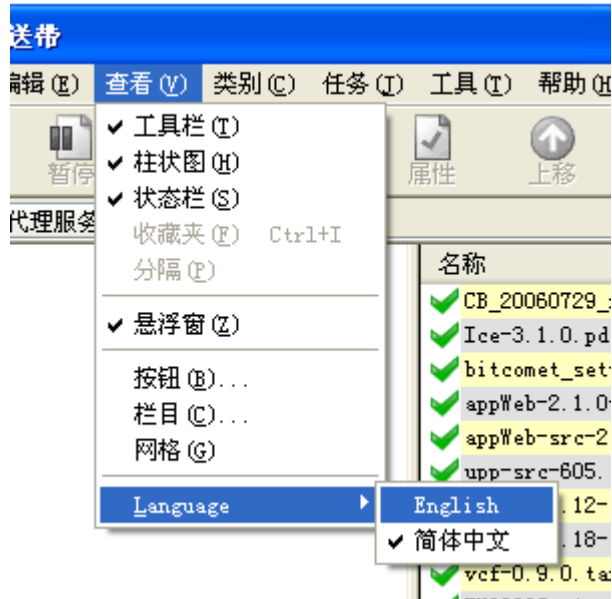 送带
编辑(E) 查看(V) 类别(C) 任务(J) 工具(T) 帮助(H
暂停 属性 上移
代理服务
工具栏(T)
柱状图(H)
状态栏(S)
收藏夹(F) Ctrl+I
分隔(P)
悬浮窗(Z)
按钮(B)...
栏目(C)...
网格(G)
Language
English
简体中文
名称
CB_20060729_
Ice-3.1.0.pd
bitcomet_set
appWeb-2.1.0
appWeb-src-2
upp-src-605.
.12-
.18-
vcf-0.9.0.ta